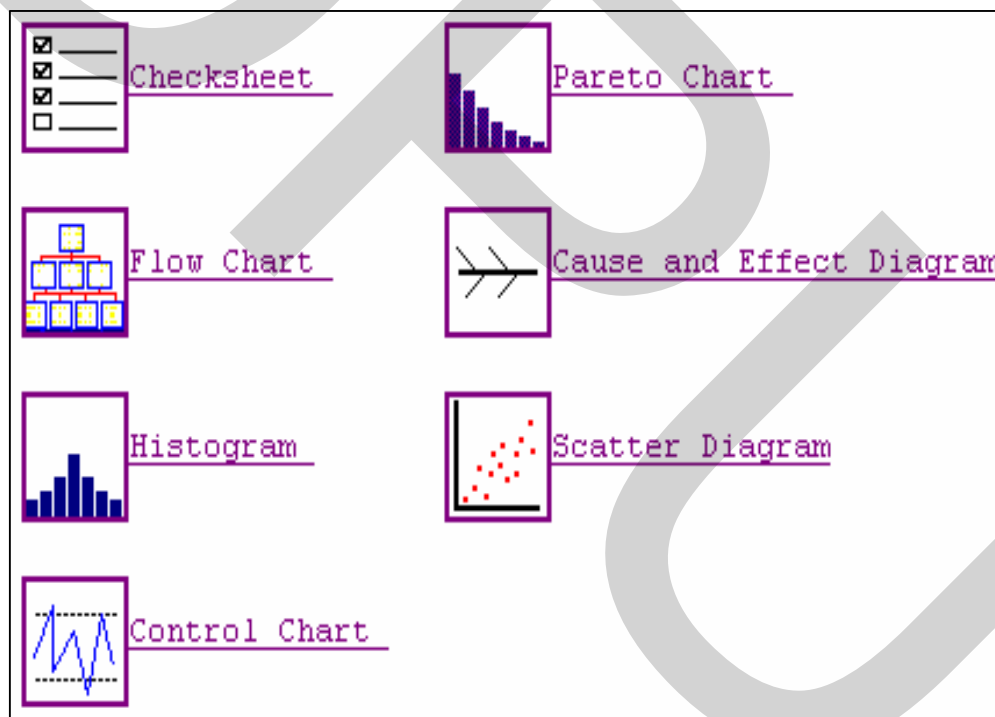 Checksheet
Pareto Chart
Flow Chart
Cause and Effect Diagram
Histogram
Scatter Diagram
Control Chart